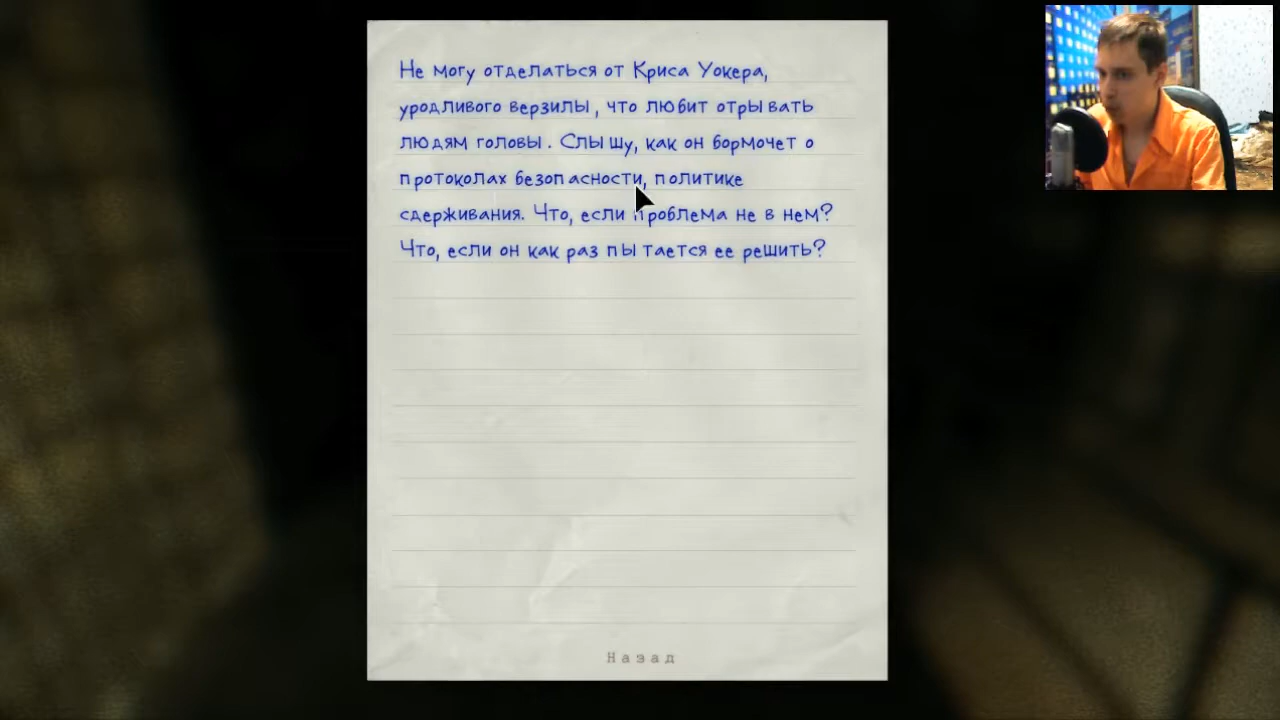 Не могу отделаться от Криса Уокера,
уродливого верзилы, что любит отрывать
людям головы. Слышу, как он бормочет о
протоколах безопасности, политике
сдерживания. Что, если проблема не в нем?
Что, если он как раз пытается ее решить?
Назад